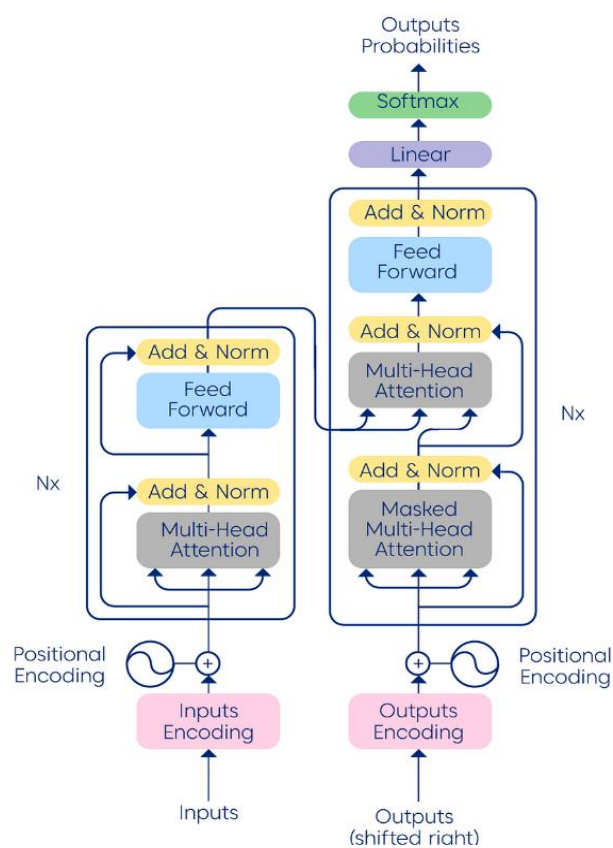 Outputs
Probabilities
Softmax
Linear
Add & Norm
Feed
Forward
Add & Norm
Multi-Head
Attention
Nx
Add & Norm
Masked
Multi-Head
Attention
Add & Norm
Feed
Forward
Nx
Add & Norm
Multi-Head
Attention
Positional
Encoding
Positional
Encoding
Inputs
Encoding
Outputs
Encoding
Inputs
Outputs
(shifted right)